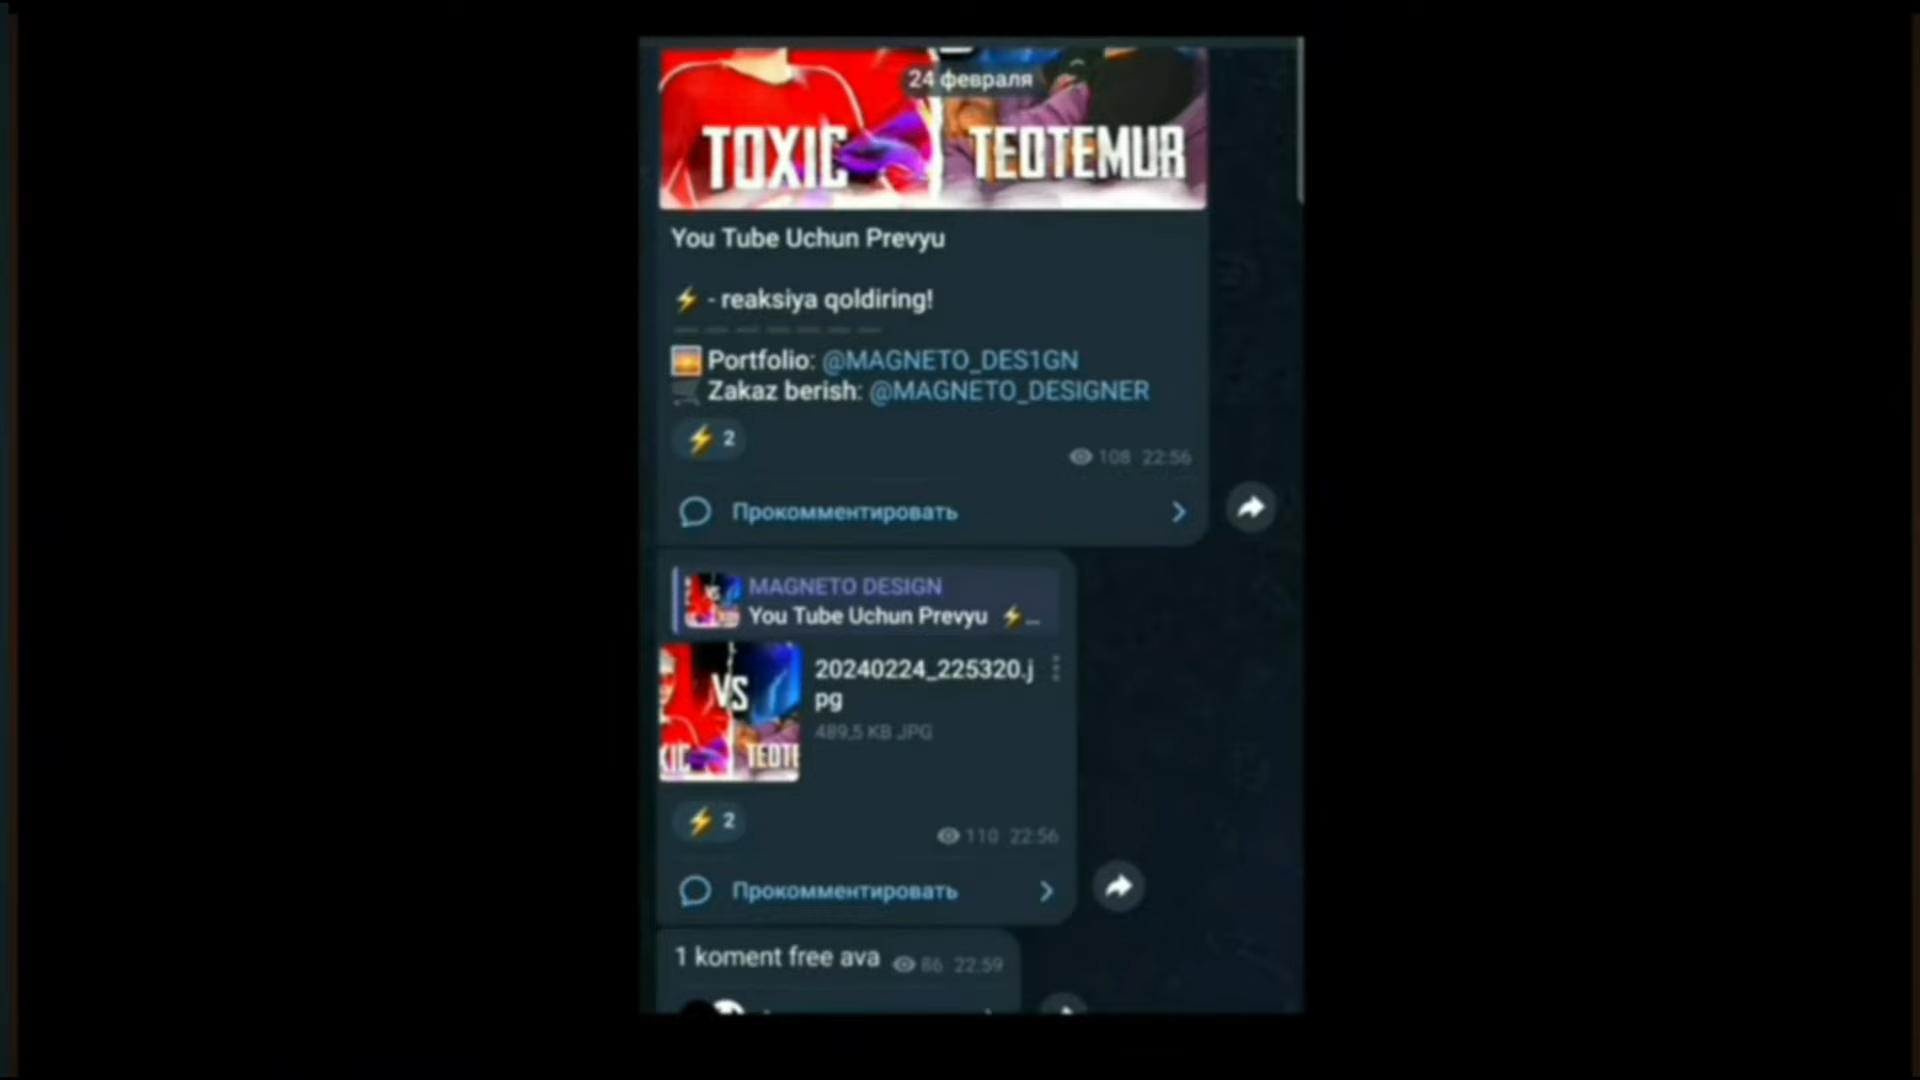 24 февраля
TOXIC
TEOTEMUR
You Tube Uchun Prevyu
⚡ - reaksiya qoldiring!
Portfolio: @MAGNETO_DES1GN
Zakaz berish: @MAGNETO_DESIGNER
⚡ 2
108 22:56
Прокомментировать
MAGNETO DESIGN
You Tube Uchun Prevyu ⚡...
VS
XIC TEOTE
20240224_225320.j
pg
489,5 KB JPG
⚡ 2
110 22:56
Прокомментировать
1 koment free ava 86 22:59